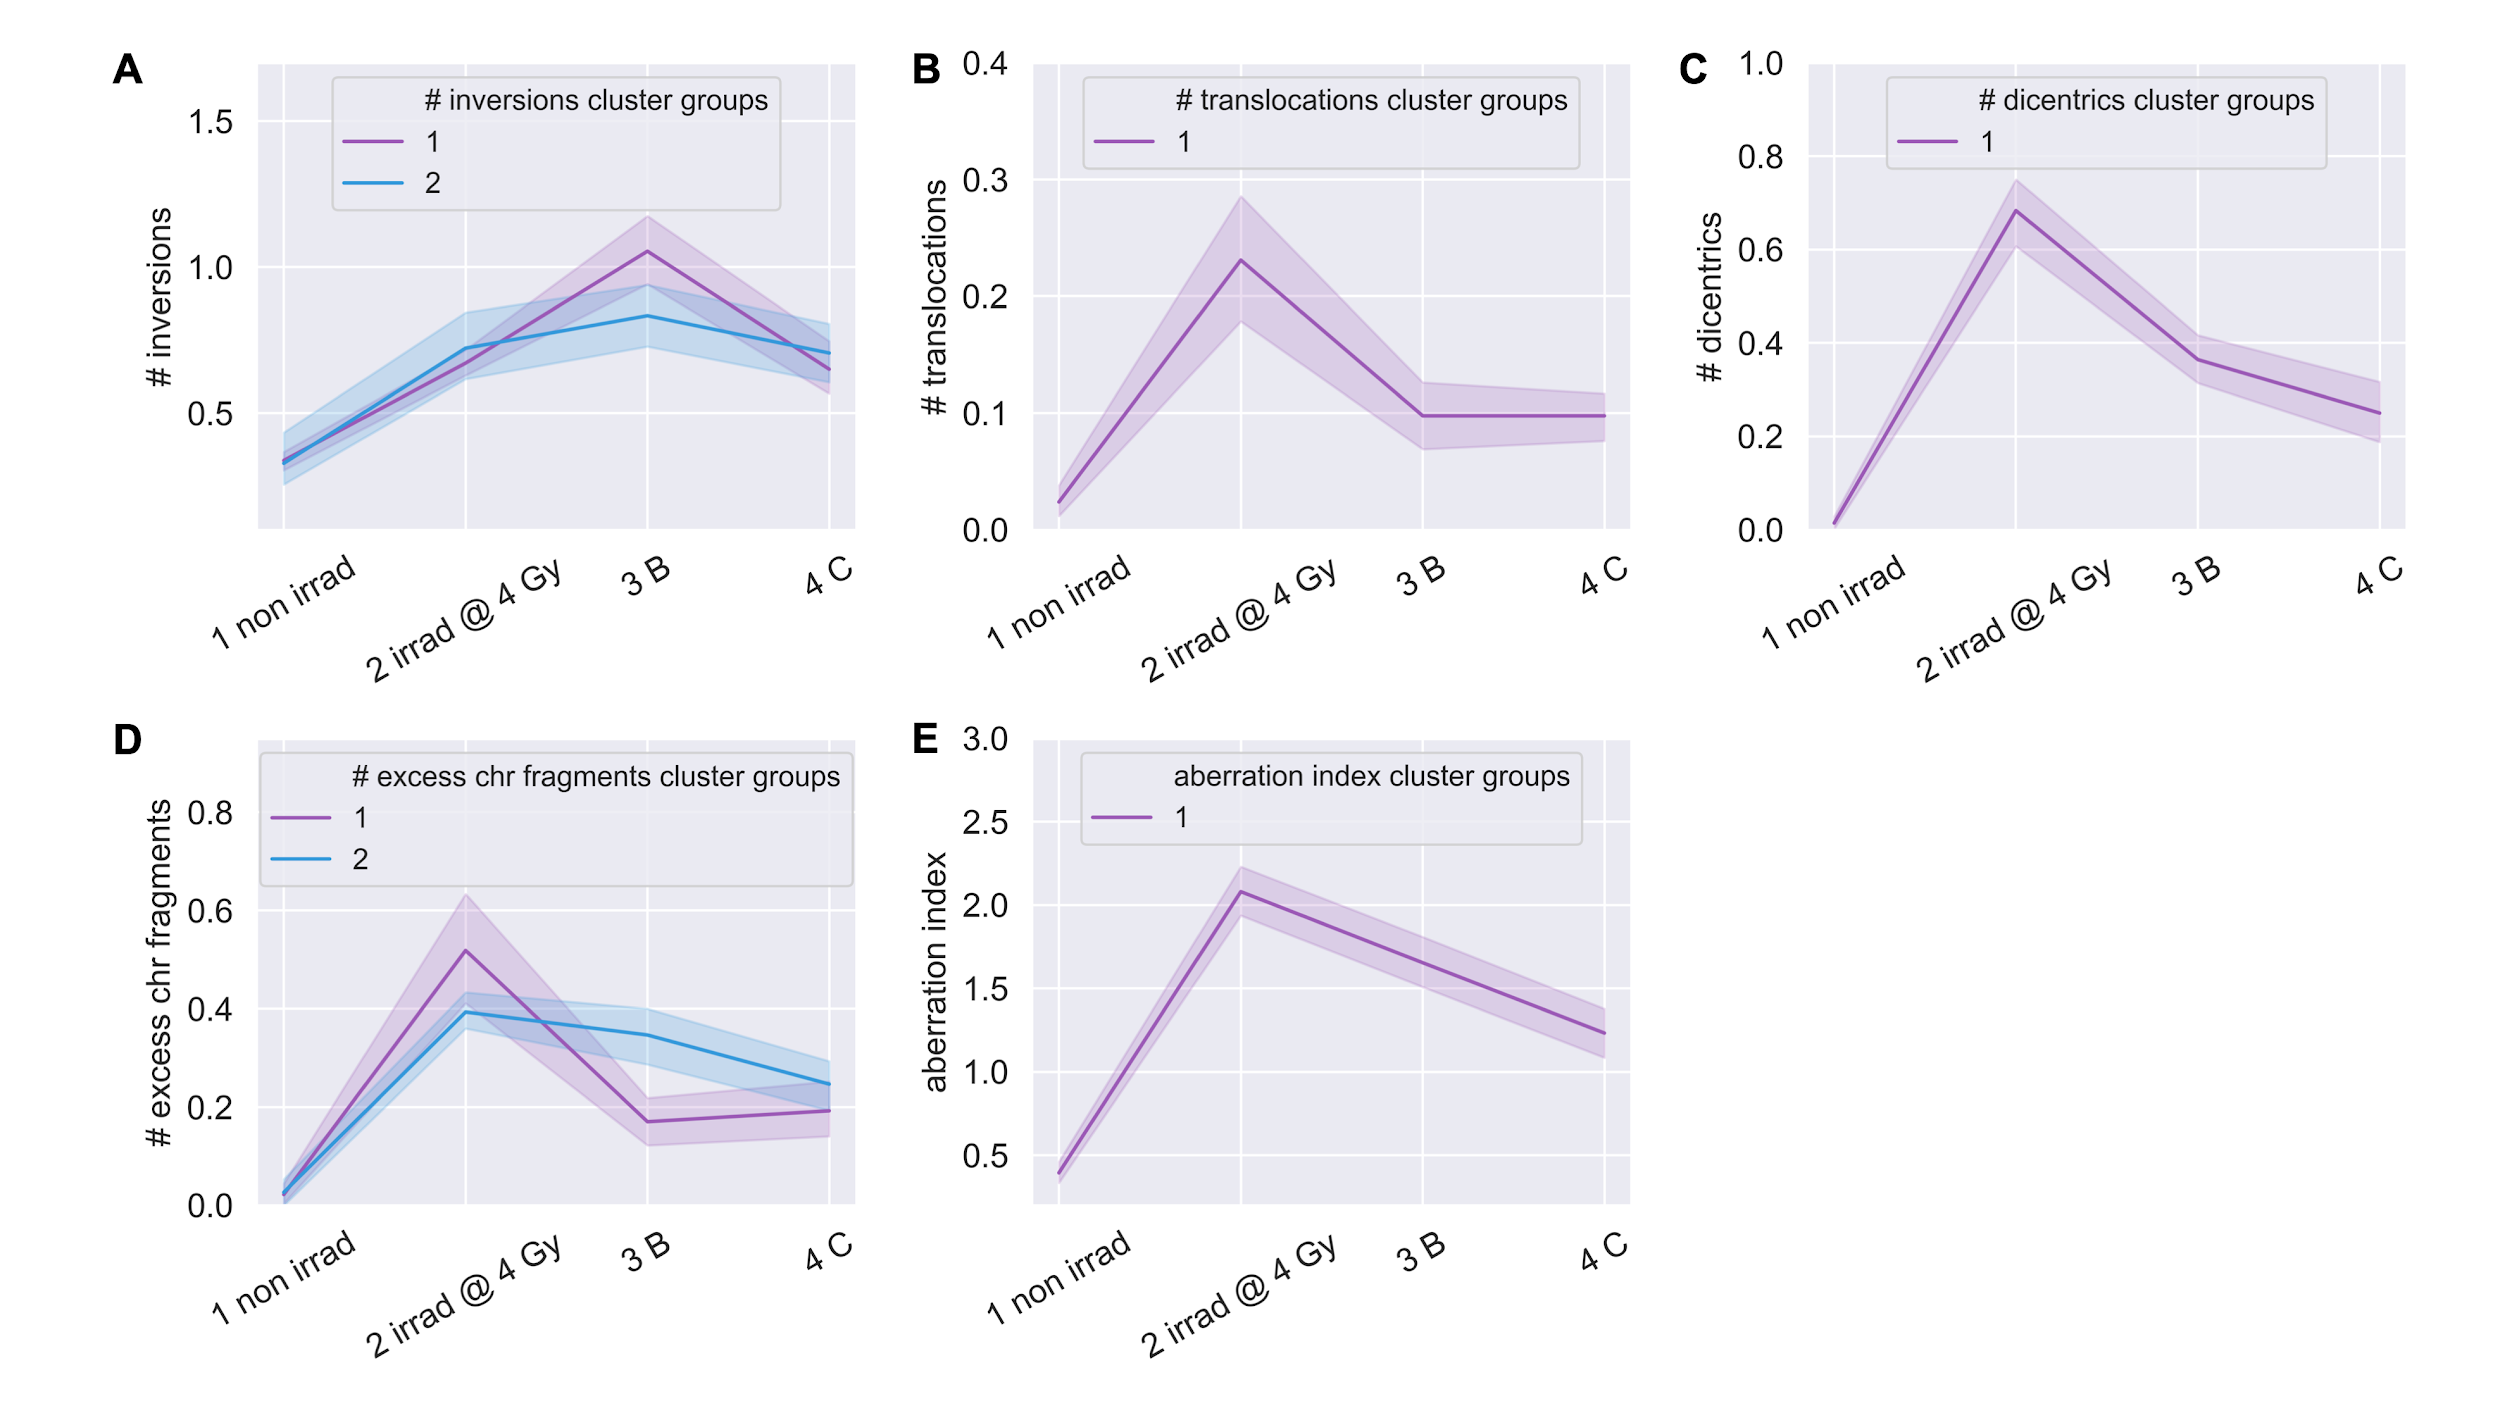 A
# inversions cluster groups
1
2
1.5
1.0
0.5
# inversions
1 non irrad
2 irrad @ 4 Gy
3 B
4 C
B
# translocations cluster groups
1
0.4
0.3
0.2
0.1
0.0
# translocations
1 non irrad
2 irrad @ 4 Gy
3 B
4 C
C
# dicentrics cluster groups
1
1.0
0.8
0.6
0.4
0.2
0.0
# dicentrics
1 non irrad
2 irrad @ 4 Gy
3 B
4 C
D
# excess chr fragments cluster groups
1
2
0.8
0.6
0.4
0.2
0.0
# excess chr fragments
1 non irrad
2 irrad @ 4 Gy
3 B
4 C
E
aberration index cluster groups
1
3.0
2.5
2.0
1.5
1.0
0.5
aberration index
1 non irrad
2 irrad @ 4 Gy
3 B
4 C